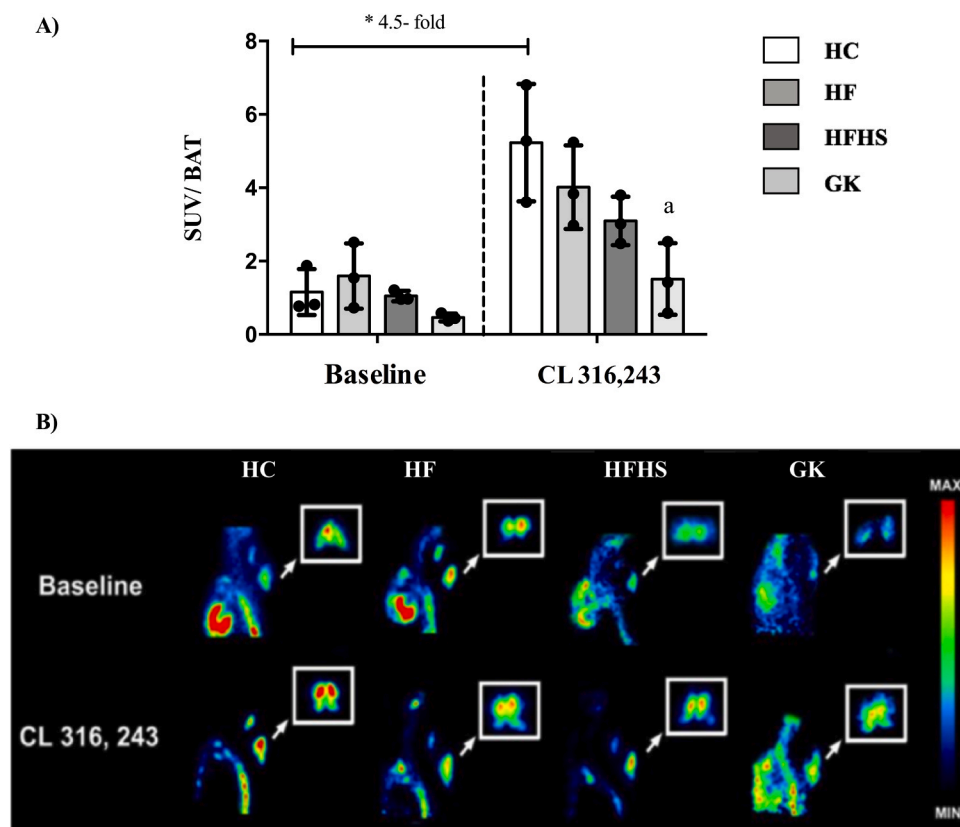 A)
* 4.5- fold
8
6
4
2
0
SUV/ BAT
a
Baseline
CL 316,243
HC
HF
HFHS
GK
B)
HC HF HFHS GK
MAX
Baseline
CL 316, 243
MIN